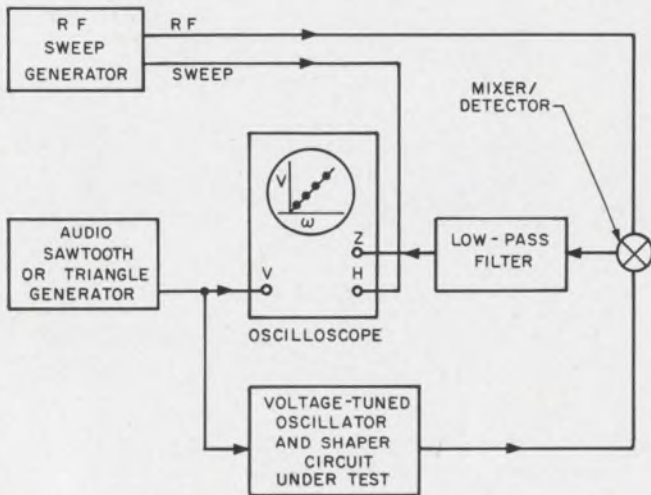 R F
SWEEP
GENERATOR
R F
SWEEP
MIXER/
DETECTOR
V
ω
AUDIO
SAWTOOTH
OR TRIANGLE
GENERATOR
V
Z
H
OSCILLOSCOPE
LOW-PASS
FILTER
VOLTAGE-TUNED
OSCILLATOR
AND SHAPER
CIRCUIT
UNDER TEST